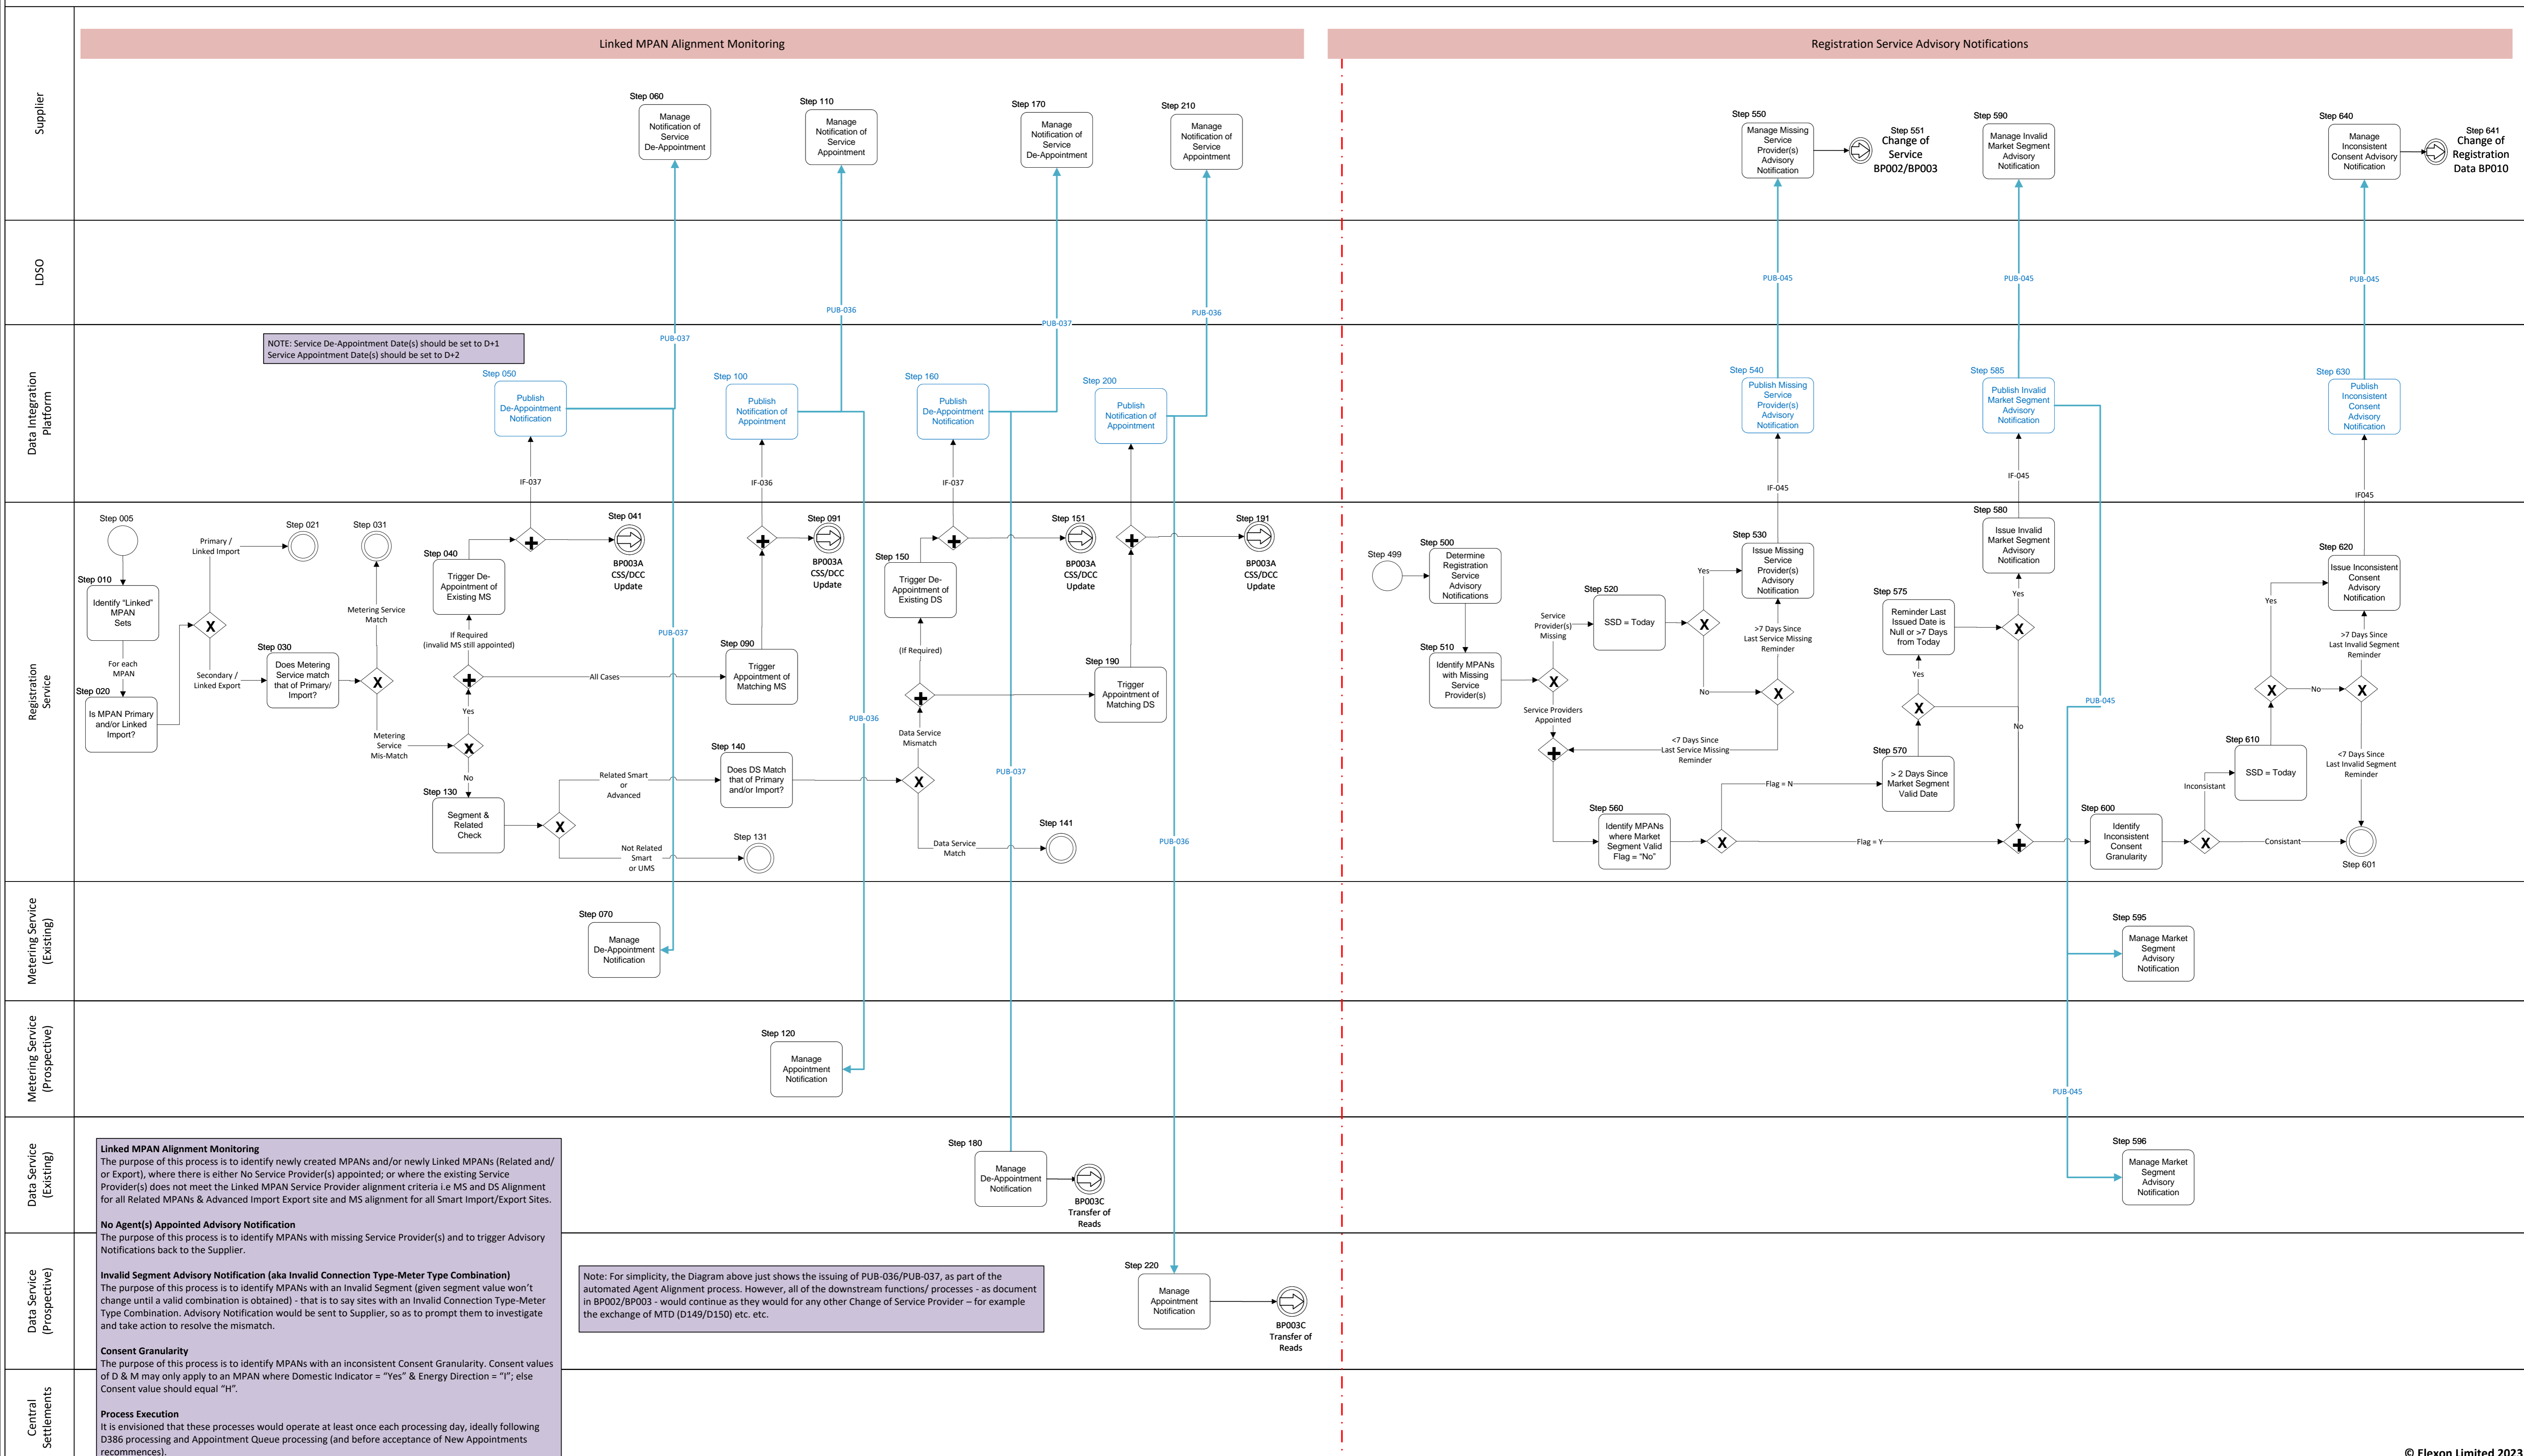 Linked MPAN Alignment Monitoring
Registration Service Advisory Notifications
Supplier
Step 060
Manage
Notification of
Service
De-Appointment
Step 110
Manage
Notification of
Service
Appointment
Step 170
Manage
Notification of
Service
De-Appointment
Step 210
Manage
Notification of
Service
Appointment
Step 550
Manage Missing
Service
Provider(s)
Advisory
Notification
Step 551
Change of
Service
BP002/BP003
Step 590
Manage Invalid
Market Segment
Advisory
Notification
Step 640
Manage
Inconsistent
Consent Advisory
Notification
Step 641
Change of
Registration
Data BP010
LDSO
PUB-036
PUB-037
PUB-036
PUB-045
PUB-045
PUB-045
Data Integration
Platform
NOTE: Service De-Appointment Date(s) should be set to D+1
Service Appointment Date(s) should be set to D+2
PUB-037
Step 050
Publish
De-Appointment
Notification
Step 100
Publish
Notification of
Appointment
Step 160
Publish
De-Appointment
Notification
Step 200
Publish
Notification of
Appointment
Step 540
Publish Missing
Service
Provider(s)
Advisory
Notification
Step 585
Publish Invalid
Market Segment
Advisory
Notification
Step 630
Publish
Inconsistent
Consent
Advisory
Notification
IF-037
IF-036
IF-037
IF-045
IF-045
IF045
Registration
Service
Step 005
Step 010
Identify “Linked”
MPAN
Sets
For each
MPAN
Step 020
Is MPAN Primary
and/or Linked
Import?
Primary /
Linked Import
Step 021
X
Secondary /
Linked Export
Step 030
Does Metering
Service match
that of Primary/
Import?
Step 031
Metering Service
Match
X
Metering
Service
Mis-Match
Step 040
Trigger De-
Appointment of
Existing MS
If Required
(invalid MS still appointed)
Yes
X
No
Step 130
Segment &
Related
Check
X
Step 041
BP003A
CSS/DCC
Update
PUB-037
All Cases
Related Smart
or
Advanced
Not Related
Smart
or UMS
Step 131
Step 090
Trigger
Appointment of
Matching MS
Step 091
BP003A
CSS/DCC
Update
PUB-036
Step 140
Does DS Match
that of Primary
and/or Import?
Step 150
Trigger De-
Appointment of
Existing DS
(If Required)
Data Service
Mismatch
X
Data Service
Match
Step 141
Step 151
BP003A
CSS/DCC
Update
PUB-037
Step 190
Trigger
Appointment of
Matching DS
Step 191
BP003A
CSS/DCC
Update
PUB-036
Step 499
Step 500
Determine
Registration
Service
Advisory
Notifications
Step 510
Identify MPANs
with Missing
Service
Provider(s)
Service
Provider(s)
Missing
X
Service Providers
Appointed
Step 520
SSD = Today
Yes
X
No
Step 530
Issue Missing
Service
Provider(s)
Advisory
Notification
>7 Days Since
Last Service Missing
Reminder
X
<7 Days Since
Last Service Missing
Reminder
Step 560
Identify MPANs
where Market
Segment Valid
Flag = “No”
X
Flag = N
Flag = Y
Step 570
> 2 Days Since
Market Segment
Valid Date
X
Yes
No
Step 575
Reminder Last
Issued Date is
Null or >7 Days
from Today
X
Yes
Step 580
Issue Invalid
Market Segment
Advisory
Notification
PUB-045
Step 600
Identify
Inconsistent
Consent
Granularity
X
Inconsistant
Consistant
Step 610
SSD = Today
X
Yes
No
X
Step 620
Issue Inconsistent
Consent
Advisory
Notification
>7 Days Since
Last Invalid Segment
Reminder
<7 Days Since
Last Invalid Segment
Reminder
Step 601
Metering Service
(Existing)
Step 070
Manage
De-Appointment
Notification
Step 595
Manage Market
Segment
Advisory
Notification
Metering Service
(Prospective)
Step 120
Manage
Appointment
Notification
PUB-045
Data Service
(Existing)
Step 180
Manage
De-Appointment
Notification
BP003C
Transfer of
Reads
Step 596
Manage Market
Segment
Advisory
Notification
Data Service
(Prospective)
Note: For simplicity, the Diagram above just shows the issuing of PUB-036/PUB-037, as part of the
automated Agent Alignment process. However, all of the downstream functions/ processes - as document
in BP002/BP003 - would continue as they would for any other Change of Service Provider – for example
the exchange of MTD (D149/D150) etc. etc.
Step 220
Manage
Appointment
Notification
BP003C
Transfer of
Reads
Central
Settlements
Linked MPAN Alignment Monitoring
The purpose of this process is to identify newly created MPANs and/or newly Linked MPANs (Related and/
or Export), where there is either No Service Provider(s) appointed; or where the existing Service
Provider(s) does not meet the Linked MPAN Service Provider alignment criteria i.e MS and DS Alignment
for all Related MPANs & Advanced Import Export site and MS alignment for all Smart Import/Export Sites.
No Agent(s) Appointed Advisory Notification
The purpose of this process is to identify MPANs with missing Service Provider(s) and to trigger Advisory
Notifications back to the Supplier.
Invalid Segment Advisory Notification (aka Invalid Connection Type-Meter Type Combination)
The purpose of this process is to identify MPANs with an Invalid Segment (given segment value won’t
change until a valid combination is obtained) - that is to say sites with an Invalid Connection Type-Meter
Type Combination. Advisory Notification would be sent to Supplier, so as to prompt them to investigate
and take action to resolve the mismatch.
Consent Granularity
The purpose of this process is to identify MPANs with an inconsistent Consent Granularity. Consent values
of D & M may only apply to an MPAN where Domestic Indicator = “Yes” & Energy Direction = “I”; else
Consent value should equal “H”.
Process Execution
It is envisioned that these processes would operate at least once each processing day, ideally following
D386 processing and Appointment Queue processing (and before acceptance of New Appointments
recommences).
© Elexon Limited 2023